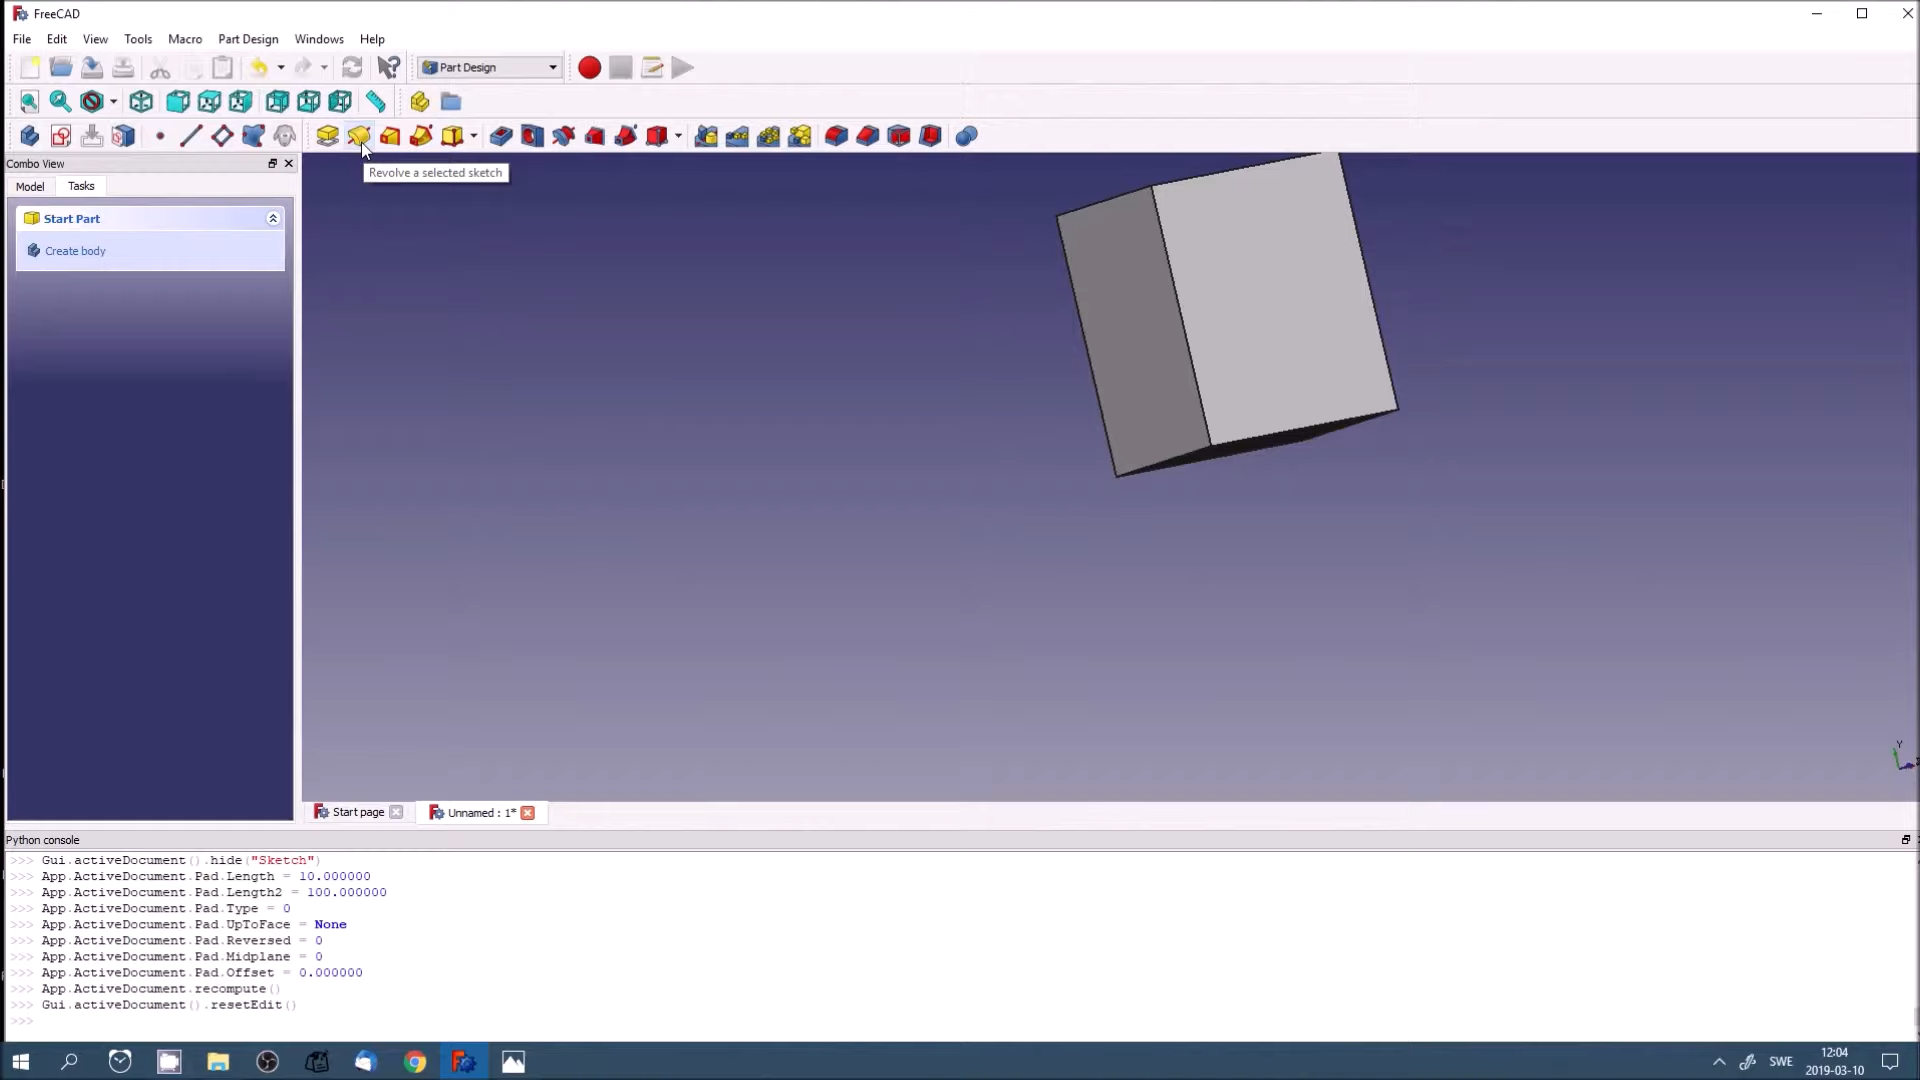 FreeCAD
File Edit View Tools Macro Part Design Windows Help
Part Design
Revolve a selected sketch
Combo View
Model Tasks
Start Part
Create body
Y
Start page Unnamed : 1*
Python console
>>> Gui.activeDocument().hide("Sketch")
>>> App.ActiveDocument.Pad.Length = 10.000000
>>> App.ActiveDocument.Pad.Length2 = 100.000000
>>> App.ActiveDocument.Pad.Type = 0
>>> App.ActiveDocument.Pad.UpToFace = None
>>> App.ActiveDocument.Pad.Reversed = 0
>>> App.ActiveDocument.Pad.Midplane = 0
>>> App.ActiveDocument.Pad.Offset = 0.000000
>>> App.ActiveDocument.recompute()
>>> Gui.activeDocument().resetEdit()
>>>
SWE
12:04
2019-03-10